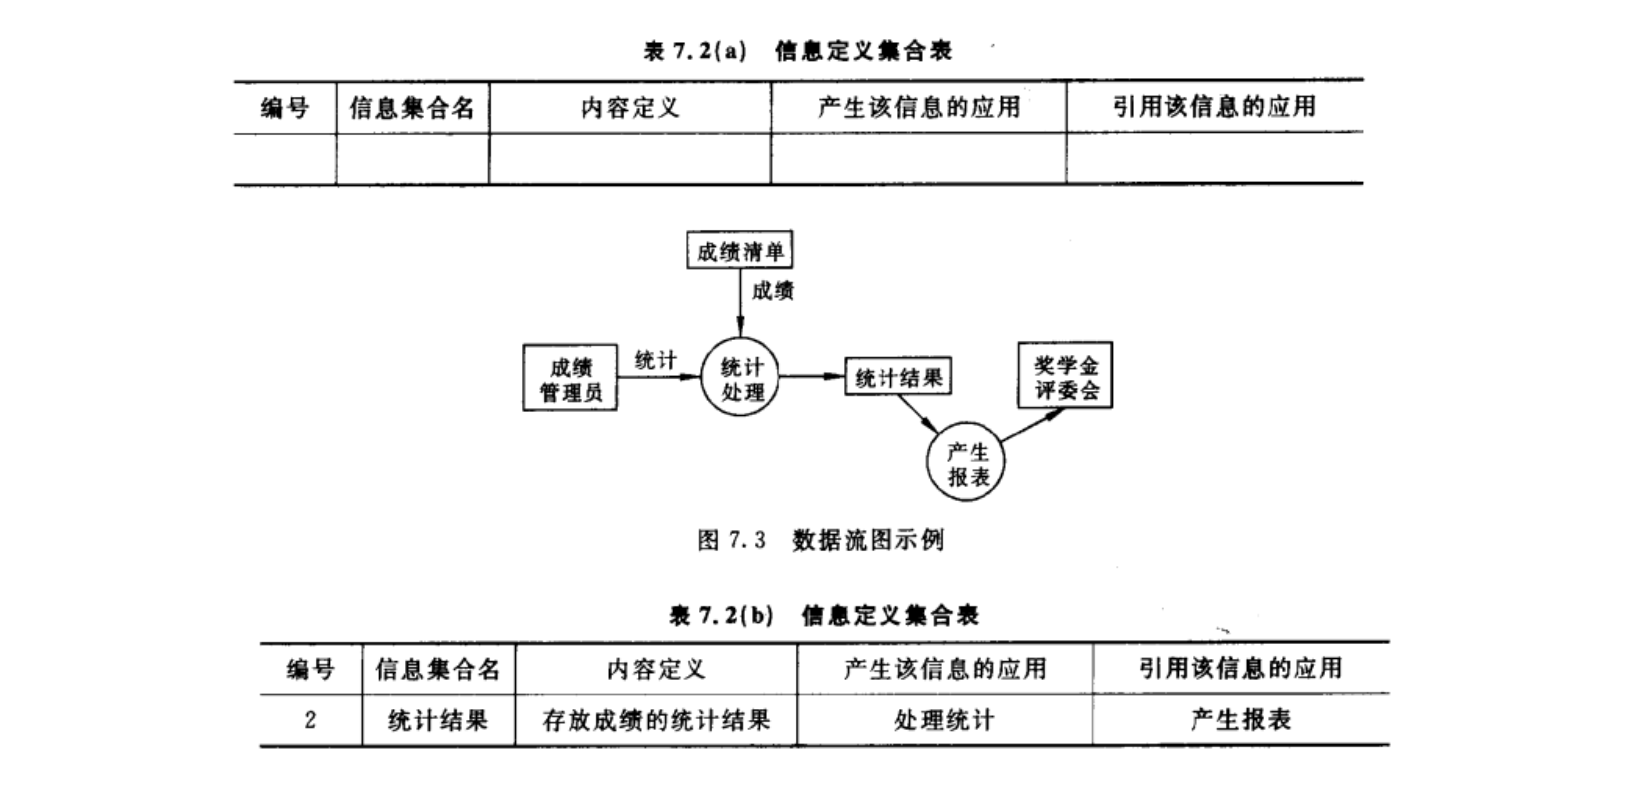 表 7.2(a) 信息定义集合表
编号 信息集合名 内容定义 产生该信息的应用 引用该信息的应用
成绩清单
成绩
成绩
管理员
统计
统计
处理
统计结果
奖学金
评委会
产生
报表
图 7.3 数据流图示例
表 7.2(b) 信息定义集合表
编号 信息集合名 内容定义 产生该信息的应用 引用该信息的应用
2 统计结果 存放成绩的统计结果 处理统计 产生报表